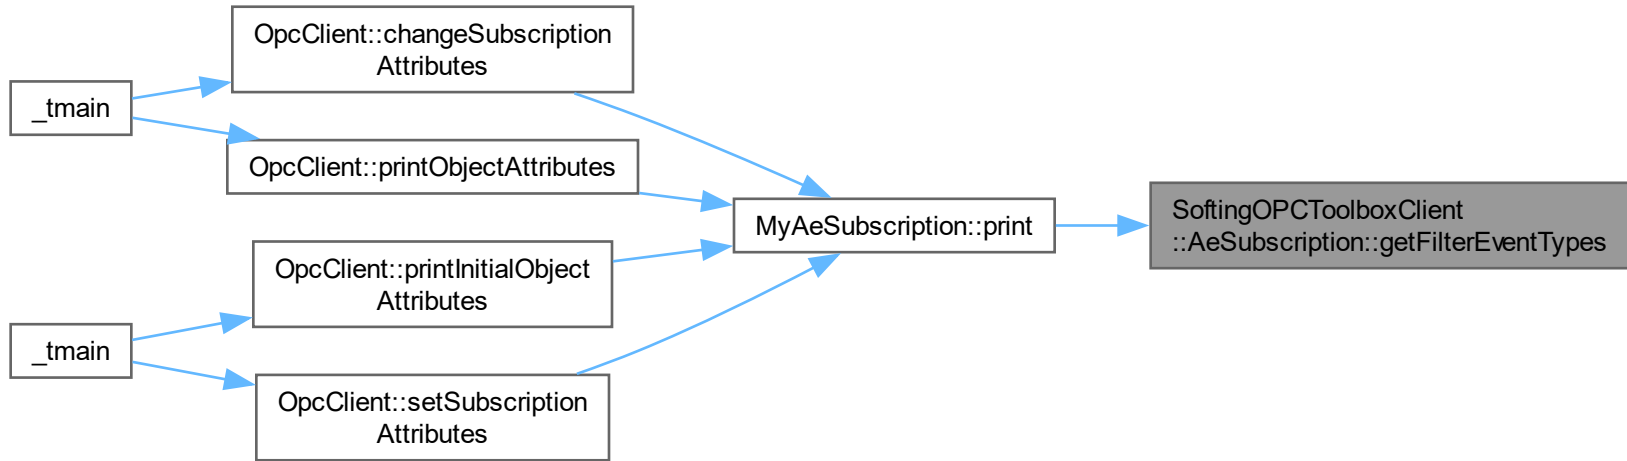 OpcClient::changeSubscription
Attributes
_tmain
OpcClient::printObjectAttributes
MyAeSubscription::print
SoftingOPCToolboxClient
::AeSubscription::getFilterEventTypes
OpcClient::printInitialObject
Attributes
_tmain
OpcClient::setSubscription
Attributes